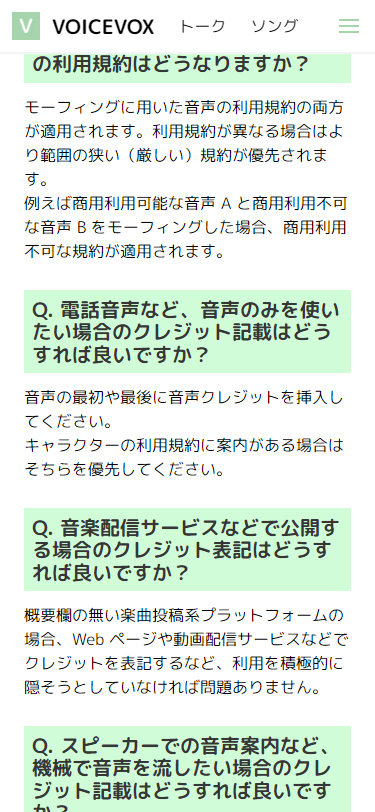 V VOICEVOX トーク ソング
の利用規約はどうなりますか？
モーフィングに用いた音声の利用規約の両方
が適用されます。利用規約が異なる場合はよ
り範囲の狭い（厳しい）規約が優先されま
す。
例えば商用利用可能な音声 A と商用利用不可
な音声 B をモーフィングした場合、商用利用
不可な規約が適用されます。
Q. 電話音声など、音声のみを使い
たい場合のクレジット記載はどう
すれば良いですか？
音声の最初や最後に音声クレジットを挿入し
てください。
キャラクターの利用規約に案内がある場合は
そちらを優先してください。
Q. 音楽配信サービスなどで公開す
る場合のクレジット表記はどうす
れば良いですか？
概要欄の無い楽曲投稿系プラットフォームの
場合、Web ページや動画配信サービスなどで
クレジットを表記するなど、利用を積極的に
隠そうとしていなければ問題ありません。
Q. スピーカーでの音声案内など、
機械で音声を流したい場合のクレ
ジット記載はどうすれば良いです
か？